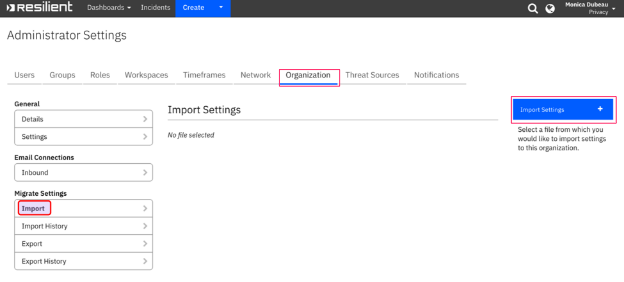 resilient Dashboards Incidents Create Monica Dubeau
Privacy
Administrator Settings
Users Groups Roles Workspaces Timeframes Network Organization Threat Sources Notifications
General
Details
Settings
Email Connections
Inbound
Migrate Settings
Import
Import History
Export
Export History
Import Settings
No file selected
Import Settings +
Select a file from which you
would like to import settings
to this organization.